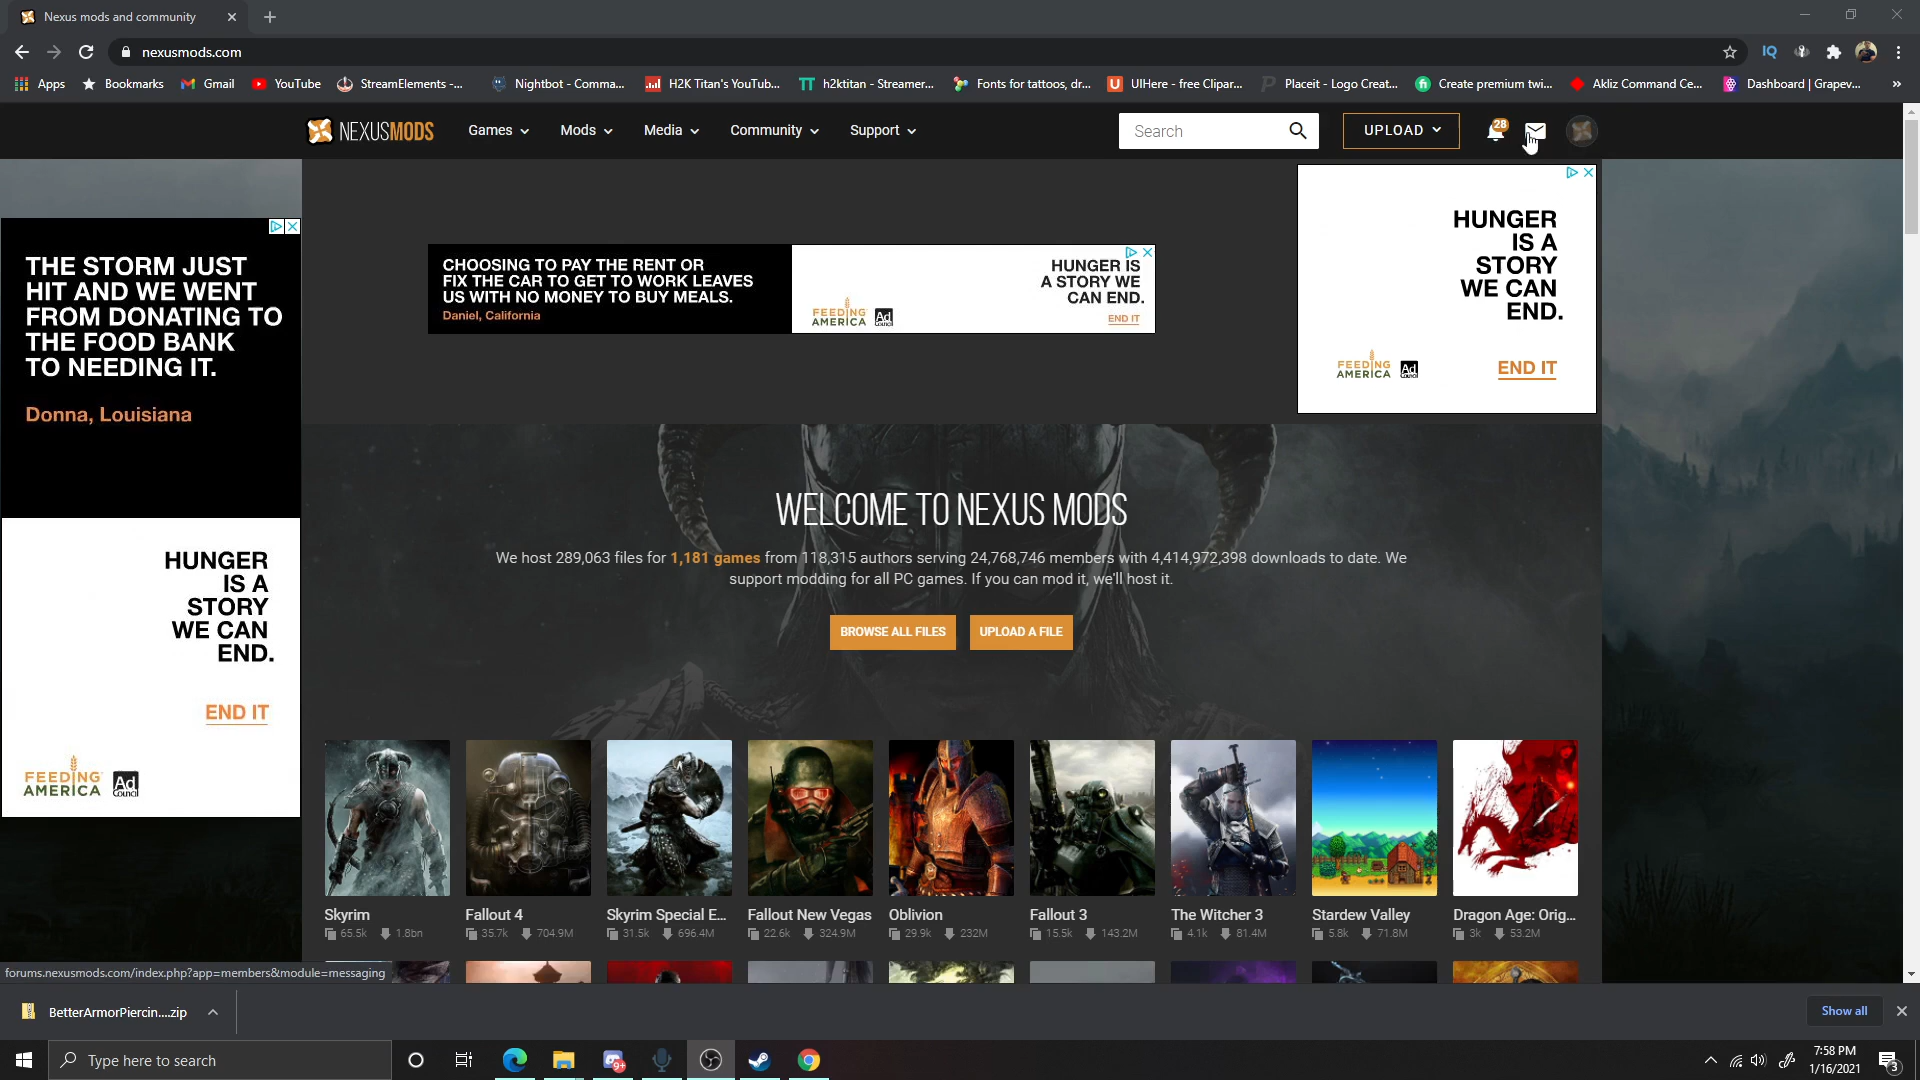 Nexus mods and community
nexusmods.com
Apps
Bookmarks
Gmail
YouTube
StreamElements -...
Nightbot - Comma...
H2K Titan's YouTub...
h2ktitan - Streamer...
Fonts for tattoos, dr...
UIHere - free Clipar...
Placeit - Logo Creat...
Create premium twi...
Akliz Command Ce...
Dashboard | Grapev...
NEXUSMODS
Games
Mods
Media
Community
Support
Search
UPLOAD
28
THE STORM JUST
HIT AND WE WENT
FROM DONATING TO
THE FOOD BANK
TO NEEDING IT.
Donna, Louisiana
HUNGER
IS A
STORY
WE CAN
END.
END IT
FEEDING
AMERICA
Ad
Council
CHOOSING TO PAY THE RENT OR
FIX THE CAR TO GET TO WORK LEAVES
US WITH NO MONEY TO BUY MEALS.
Daniel, California
FEEDING
AMERICA
Ad
Council
HUNGER IS
A STORY WE
CAN END.
END IT
HUNGER
IS A
STORY
WE CAN
END.
FEEDING
AMERICA
Ad
Council
END IT
WELCOME TO NEXUS MODS
We host 289,063 files for 1,181 games from 118,315 authors serving 24,768,746 members with 4,414,972,398 downloads to date. We
support modding for all PC games. If you can mod it, we'll host it.
BROWSE ALL FILES
UPLOAD A FILE
Skyrim
65.5k 1.8bn
Fallout 4
35.7k 704.9M
Skyrim Special E...
31.5k 696.4M
Fallout New Vegas
22.6k 324.9M
Oblivion
29.9k 232M
Fallout 3
15.5k 143.2M
The Witcher 3
4.1k 81.4M
Stardew Valley
5.8k 71.8M
Dragon Age: Orig...
3k 53.2M
forums.nexusmods.com/index.php?app=members&module=messaging
BetterArmorPiercin....zip
Show all
Type here to search
9+
7:58 PM
1/16/2021
3